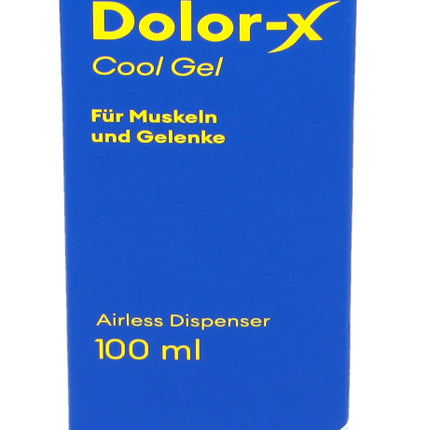 Dolor-x
Cool Gel
Für Muskeln
und Gelenke
Airless Dispenser
100 ml